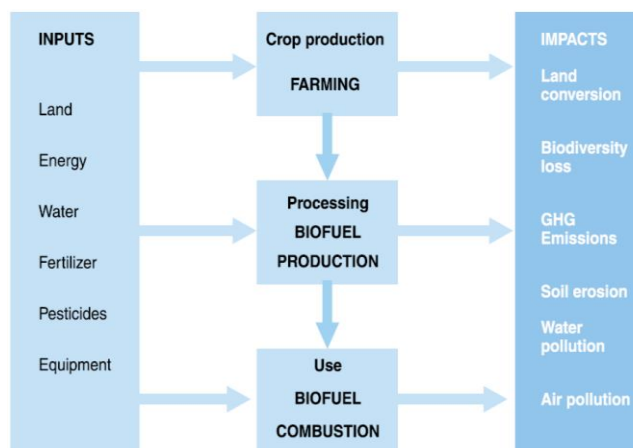 INPUTS
Land
Energy
Water
Fertilizer
Pesticides
Equipment
Crop production
FARMING
Processing
BIOFUEL
PRODUCTION
Use
BIOFUEL
COMBUSTION
IMPACTS
Land
conversion
Biodiversity
loss
GHG
Emissions
Soil erosion
Water
pollution
Air pollution